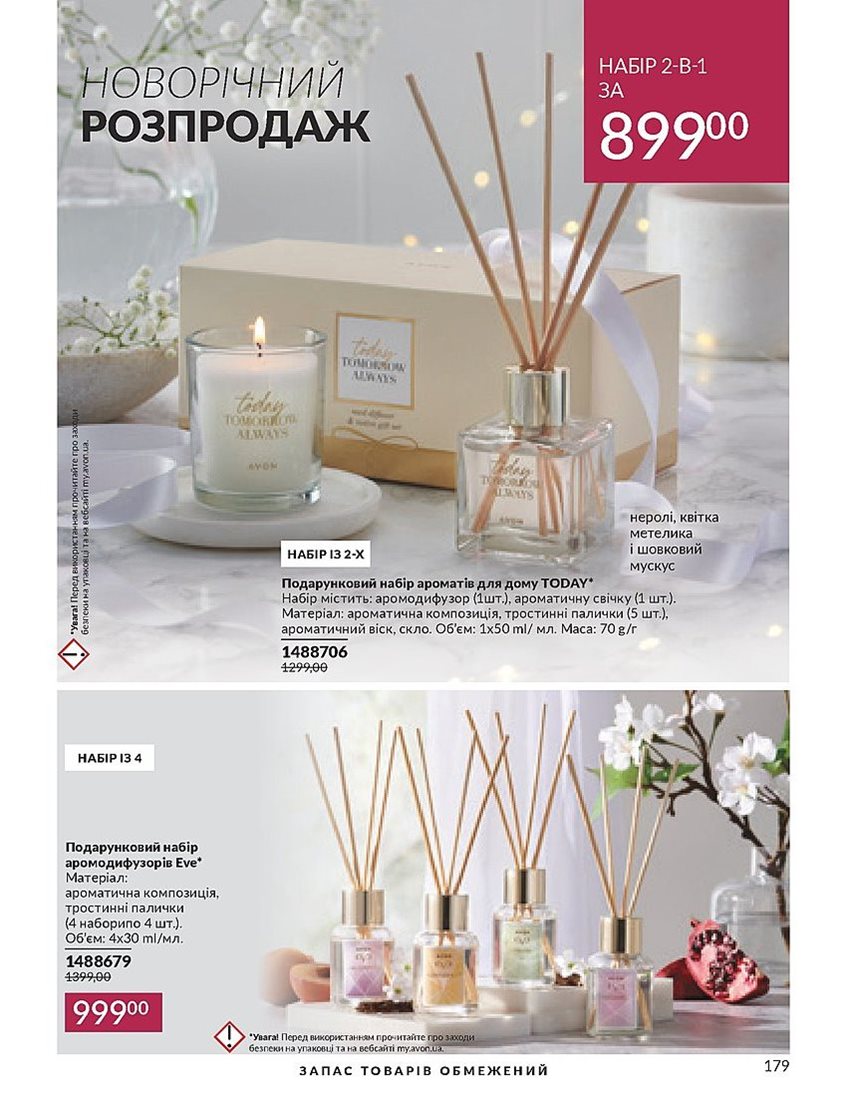 НОВОРІЧНИЙ
РОЗПРОДАЖ
НАБІР 2-В-1
ЗА
899⁰⁰
today
TOMORROW
ALWAYS
reed diffuser
& votive gift set
today
TOMORROW
ALWAYS
AVON
today
TOMORROW
ALWAYS
AVON
неролі, квітка
метелика
і шовковий
мускус
*Увага! Перед використанням прочитайте про заходи
безпеки на упаковці та на вебсайті my.avon.ua.
НАБІР ІЗ 2-Х
Подарунковий набір ароматів для дому TODAY*
Набір містить: аромодифузор (1шт.), ароматичну свічку (1 шт.).
Матеріал: ароматична композиція, тростинні палички (5 шт.),
ароматичний віск, скло. Об'єм: 1x50 ml/ мл. Маса: 70 g/г
1488706
1299,00
НАБІР ІЗ 4
Подарунковий набір
аромодифузорів Eve*
Матеріал:
ароматична композиція,
тростинні палички
(4 наборипо 4 шт.).
Об'єм: 4x30 ml/мл.
1488679
1399,00
999⁰⁰
*Увага! Перед використанням прочитайте про заходи
безпеки на упаковці та на вебсайті my.avon.ua.
ЗАПАС ТОВАРІВ ОБМЕЖЕНИЙ
179